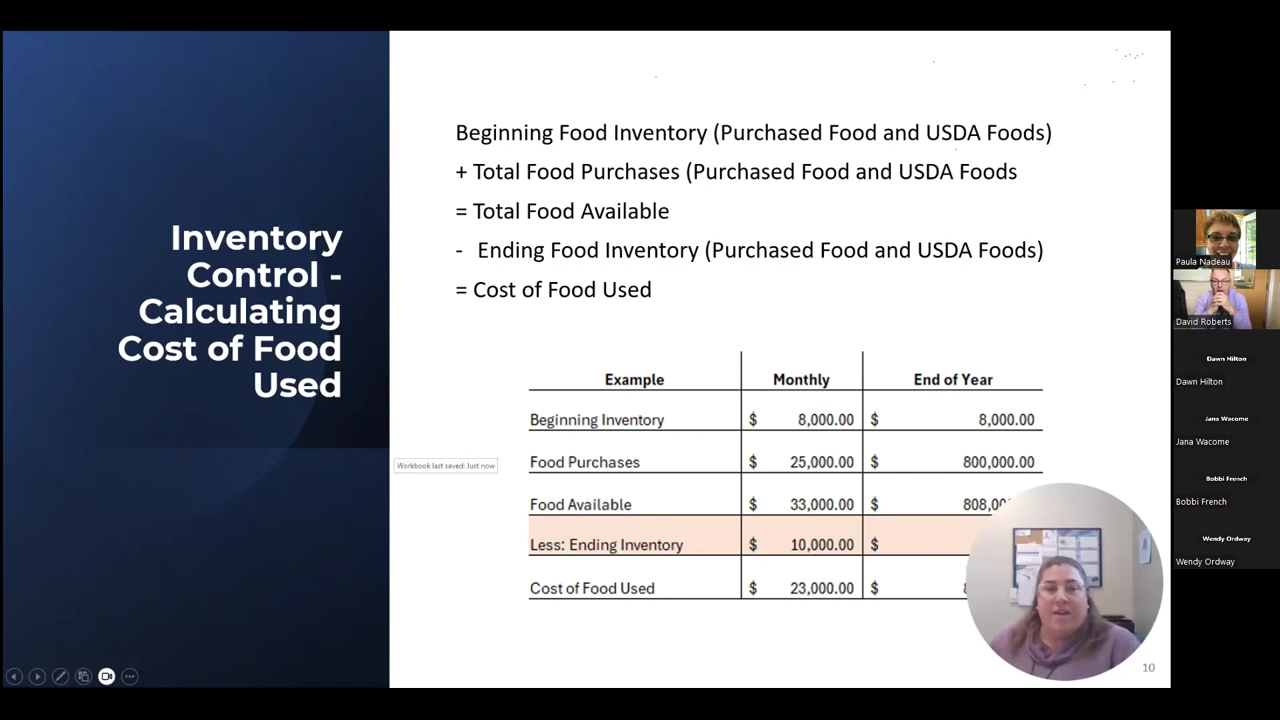 Inventory
Control -
Calculating
Cost of Food
Used
Beginning Food Inventory (Purchased Food and USDA Foods)
+ Total Food Purchases (Purchased Food and USDA Foods
= Total Food Available
- Ending Food Inventory (Purchased Food and USDA Foods)
= Cost of Food Used
Example Monthly End of Year
Beginning Inventory $ 8,000.00 $ 8,000.00
Food Purchases $ 25,000.00 $ 800,000.00
Food Available $ 33,000.00 $ 808,00
Less: Ending Inventory $ 10,000.00 $
Cost of Food Used $ 23,000.00 $
Workbook last saved: Just now
10
Paula Nadeau
David Roberts
Dawn Hilton
Dawn Hilton
Jana Wacome
Jana Wacome
Bobbi French
Bobbi French
Wendy Ordway
Wendy Ordway